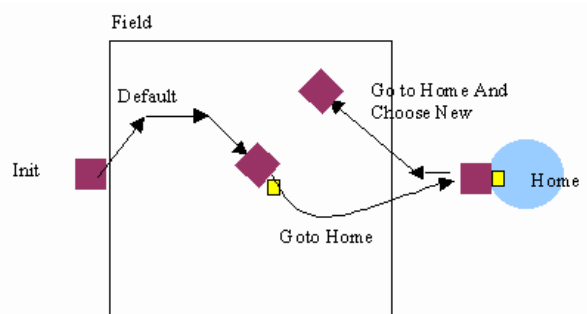 Field
Default
Go to Home And
Choose New
Init
Home
Goto Home